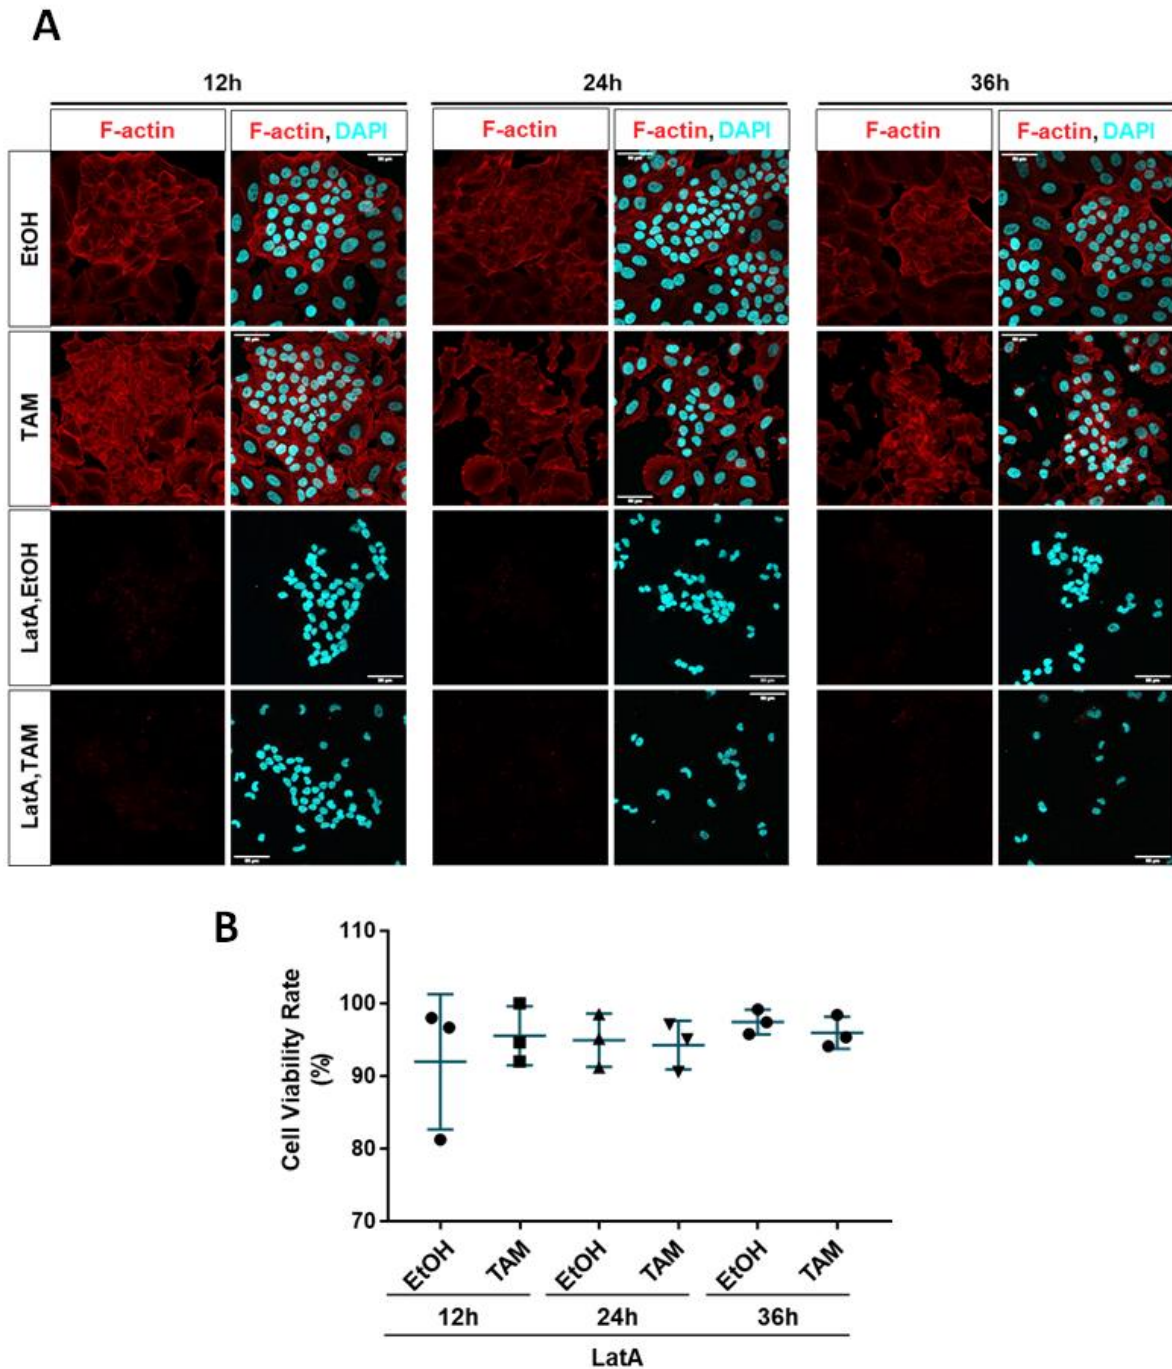 A
12h 24h 36h
F-actin F-actin, DAPI F-actin F-actin, DAPI F-actin F-actin, DAPI
EtOH
TAM
LatA,EtOH
LatA,TAM
B
110
100
90
80
70
Cell Viability Rate
(%)
EtOH TAM EtOH TAM EtOH TAM
12h 24h 36h
LatA